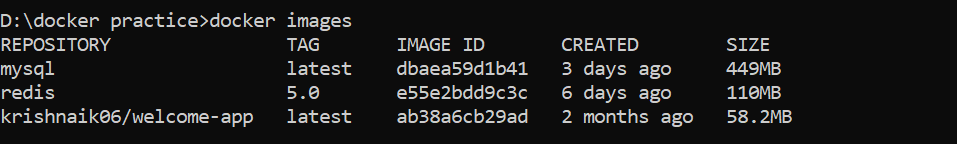 D:\docker practice>docker images
REPOSITORY TAG IMAGE ID CREATED SIZE
mysql latest dbaea59d1b41 3 days ago 449MB
redis 5.0 e55e2bdd9c3c 6 days ago 110MB
krishnaik06/welcome-app latest ab38a6cb29ad 2 months ago 58.2MB